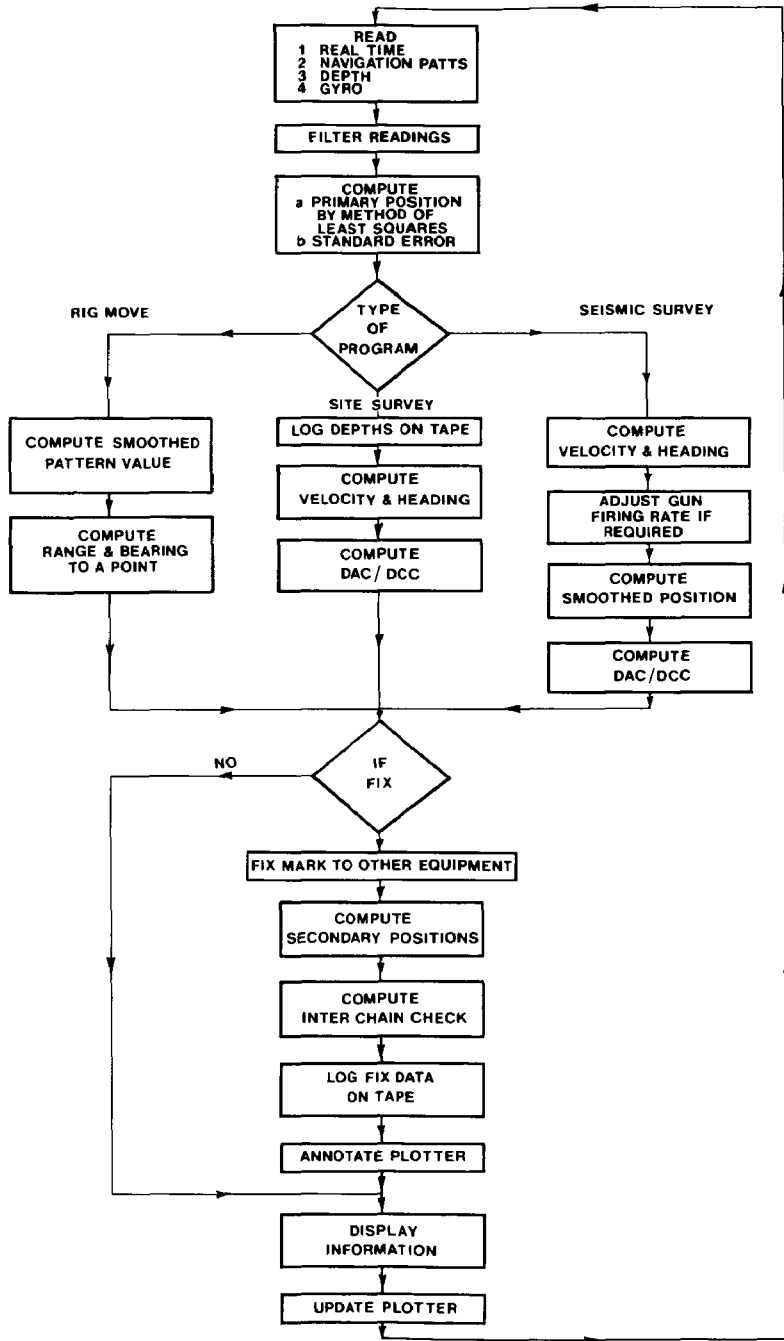 READ
1 REAL TIME
2 NAVIGATION PATTS
3 DEPTH
4 GYRO
FILTER READINGS
COMPUTE
a PRIMARY POSITION
BY METHOD OF
LEAST SQUARES
b STANDARD ERROR
TYPE
OF
PROGRAM
RIG MOVE
COMPUTE SMOOTHED
PATTERN VALUE
COMPUTE
RANGE & BEARING
TO A POINT
SITE SURVEY
LOG DEPTHS ON TAPE
COMPUTE
VELOCITY & HEADING
COMPUTE
DAC/DCC
SEISMIC SURVEY
COMPUTE
VELOCITY & HEADING
ADJUST GUN
FIRING RATE IF
REQUIRED
COMPUTE
SMOOTHED POSITION
COMPUTE
DAC/DCC
IF
FIX
NO
FIX MARK TO OTHER EQUIPMENT
COMPUTE
SECONDARY POSITIONS
COMPUTE
INTER CHAIN CHECK
LOG FIX DATA
ON TAPE
ANNOTATE PLOTTER
DISPLAY
INFORMATION
UPDATE PLOTTER